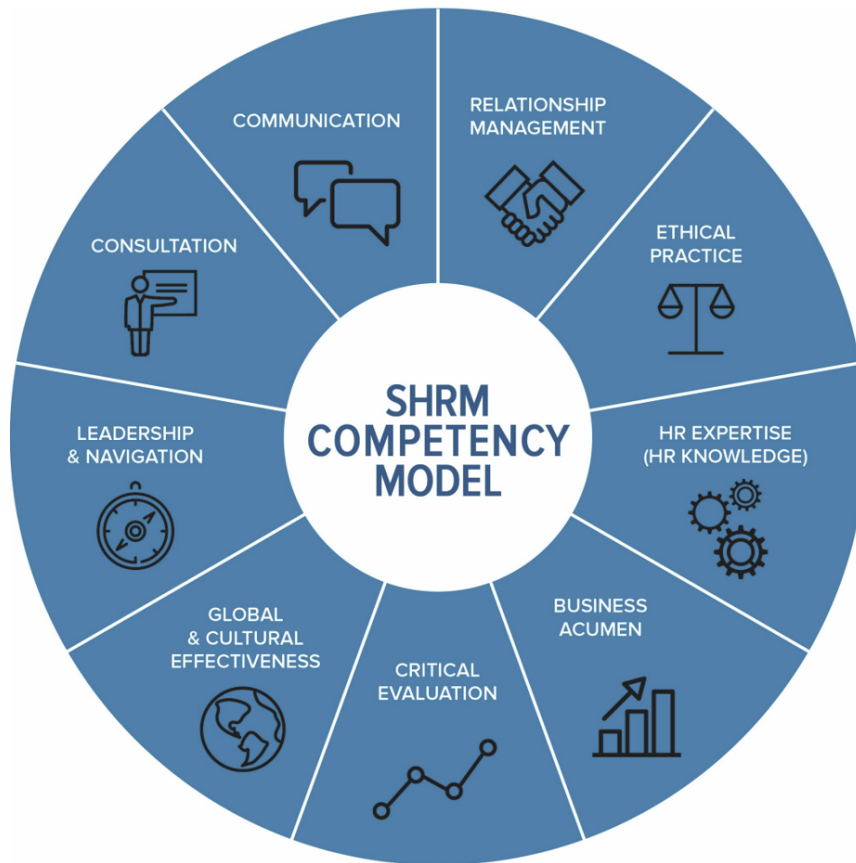 COMMUNICATION
RELATIONSHIP
MANAGEMENT
ETHICAL
PRACTICE
HR EXPERTISE
(HR KNOWLEDGE)
BUSINESS
ACUMEN
CRITICAL
EVALUATION
GLOBAL
& CULTURAL
EFFECTIVENESS
LEADERSHIP
& NAVIGATION
CONSULTATION
SHRM
COMPETENCY
MODEL